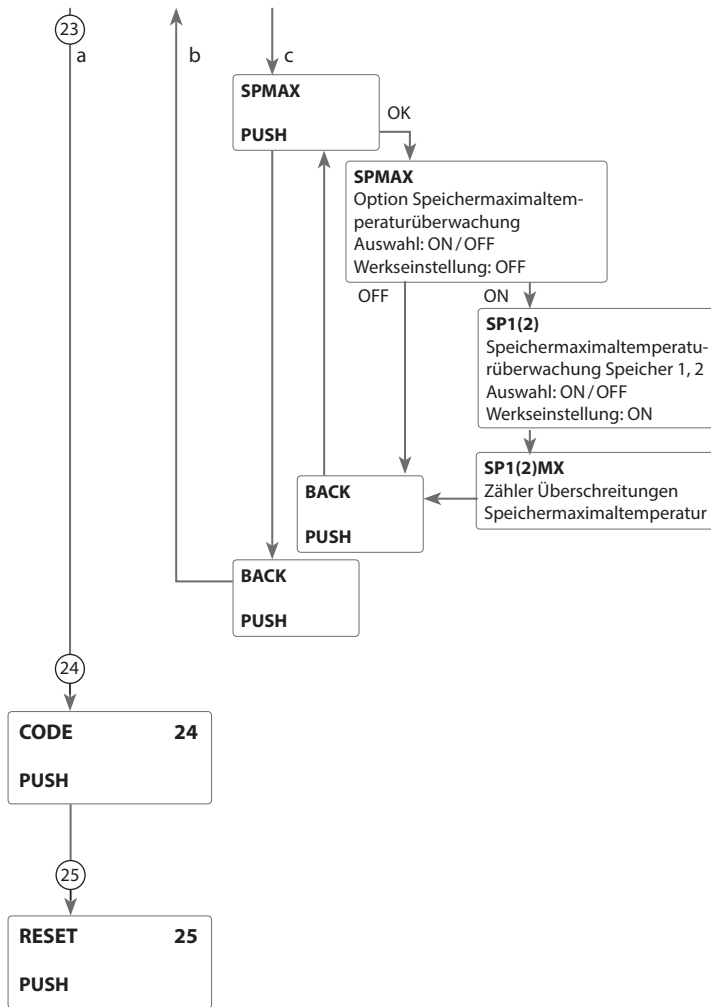 23
a b c
SPMAX
PUSH
OK
SPMAX
Option Speichermaximaltem-
peraturüberwachung
Auswahl: ON / OFF
Werkseinstellung: OFF
OFF ON
SP1(2)
Speichermaximaltemperatu-
rüberwachung Speicher 1, 2
Auswahl: ON / OFF
Werkseinstellung: ON
SP1(2)MX
Zähler Überschreitungen
Speichermaximaltemperatur
BACK
PUSH
BACK
PUSH
24
CODE 24
PUSH
25
RESET 25
PUSH